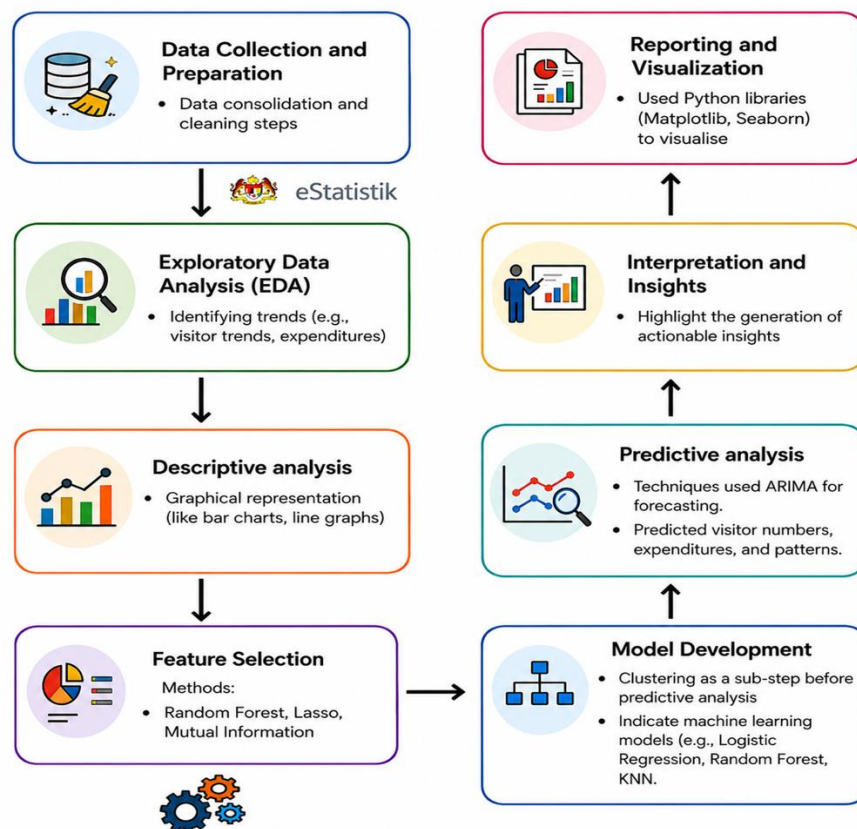 Data Collection and
Preparation
• Data consolidation and
cleaning steps
eStatistik
Exploratory Data
Analysis (EDA)
• Identifying trends (e.g.,
visitor trends, expenditures)
Descriptive analysis
• Graphical representation
(like bar charts, line graphs)
Feature Selection
Methods:
• Random Forest, Lasso,
Mutual Information
Model Development
• Clustering as a sub-step before
predictive analysis
• Indicate machine learning
models (e.g., Logistic
Regression, Random Forest,
KNN.
Predictive analysis
• Techniques used ARIMA for
forecasting.
• Predicted visitor numbers,
expenditures, and patterns.
Interpretation and
Insights
• Highlight the generation of
actionable insights
Reporting and
Visualization
• Used Python libraries
(Matplotlib, Seaborn)
to visualise